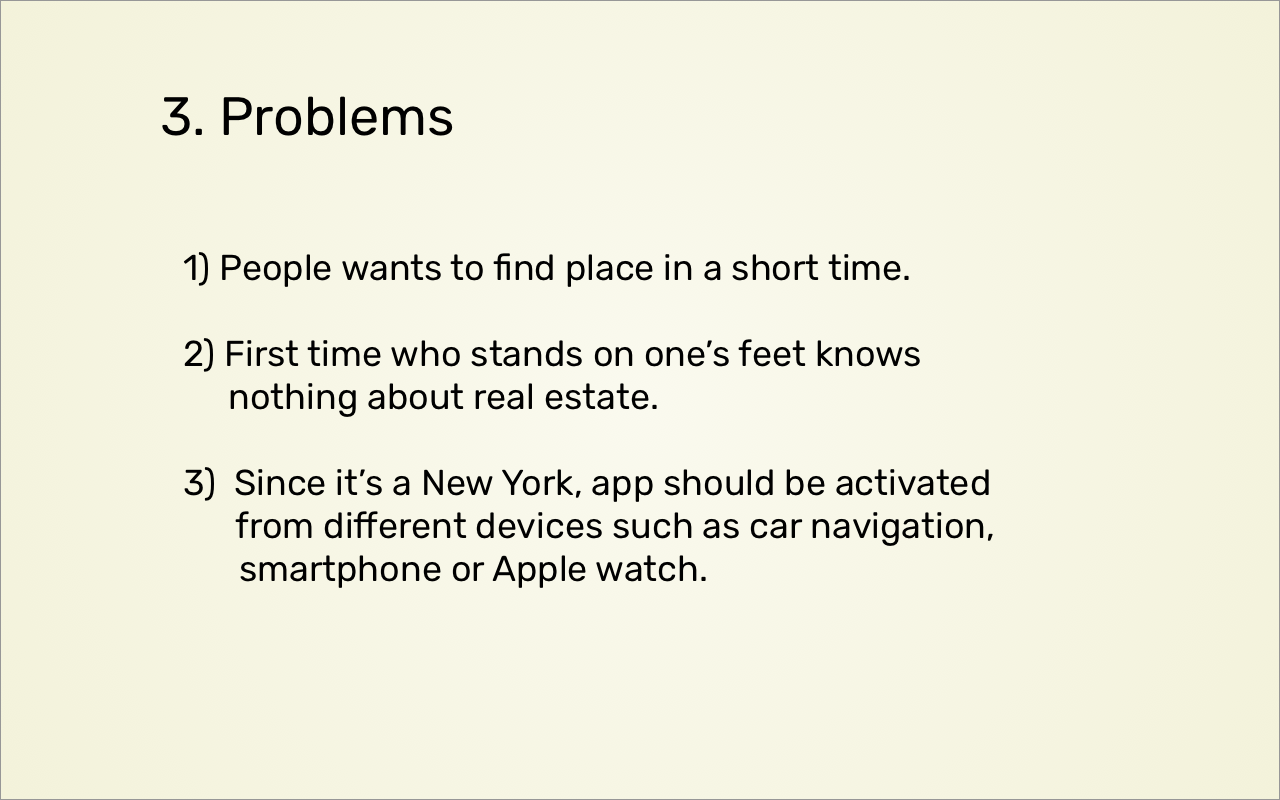 3. Problems
1) People wants to find place in a short time.
2) First time who stands on one’s feet knows
nothing about real estate.
3) Since it’s a New York, app should be activated
from different devices such as car navigation,
smartphone or Apple watch.